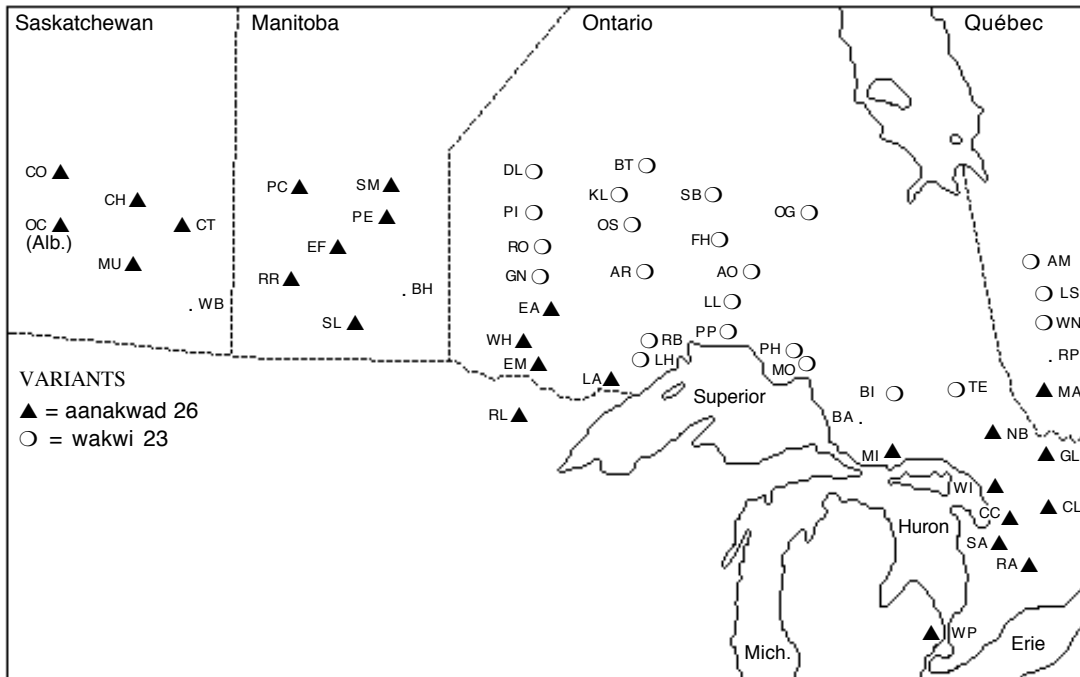 Saskatchewan
Manitoba
Ontario
Québec
CO
CH
OC
(Alb.)
CT
MU
WB
PC
SM
PE
EF
RR
BH
SL
DL
BT
KL
SB
PI
OS
OG
RO
FH
GN
AR
AO
EA
LL
WH
RB
PP
EM
LH
PH
LA
MO
RL
AM
LS
WN
RP
BI
TE
MA
BA
NB
MI
GL
WI
CC
CL
SA
RA
WP
Superior
Huron
Mich.
Erie
VARIANTS
▲ = aanakwad 26
❍ = wakwi 23